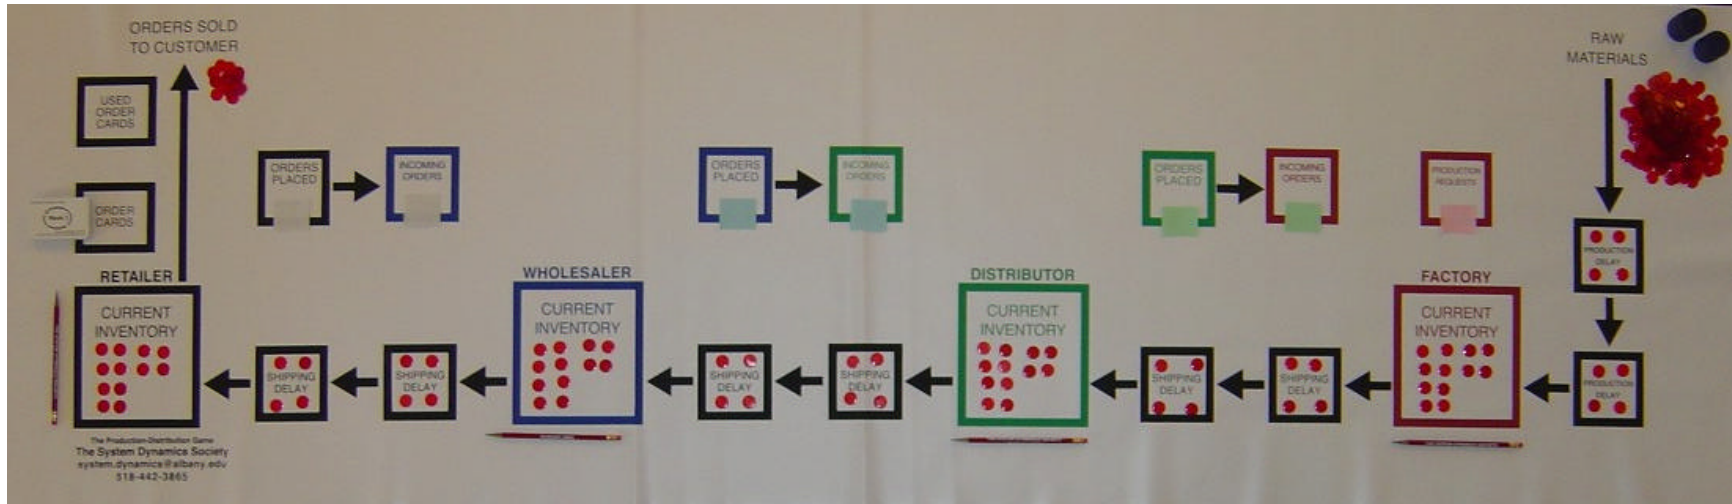 ORDERS SOLD
TO CUSTOMER
RAW
MATERIALS
USED
ORDER
CARDS
ORDER
CARDS
ORDERS
PLACED
INCOMING
ORDERS
ORDERS
PLACED
INCOMING
ORDERS
ORDERS
PLACED
INCOMING
ORDERS
PRODUCTION
REQUESTS
PRODUCTION
DELAY
RETAILER
CURRENT
INVENTORY
SHIPPING
DELAY
SHIPPING
DELAY
WHOLESALER
CURRENT
INVENTORY
SHIPPING
DELAY
SHIPPING
DELAY
DISTRIBUTOR
CURRENT
INVENTORY
SHIPPING
DELAY
SHIPPING
DELAY
FACTORY
CURRENT
INVENTORY
PRODUCTION
DELAY
The Production-Distribution Game
The System Dynamics Society
system.dynamics@albany.edu
518-442-3865